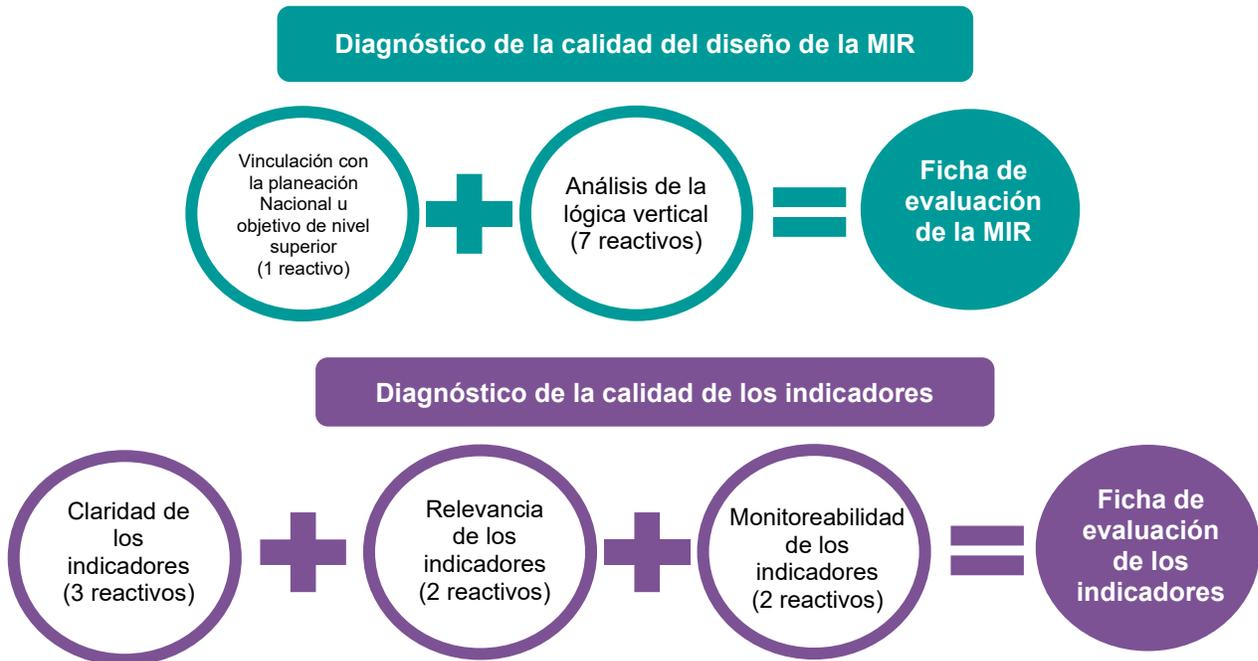 Diagnóstico de la calidad del diseño de la MIR
Vinculación con
la planeación
Nacional u
objetivo de nivel
superior
(1 reactivo)
Análisis de la
lógica vertical
(7 reactivos)
Ficha de
evaluación
de la MIR
Diagnóstico de la calidad de los indicadores
Claridad de
los
indicadores
(3 reactivos)
Relevancia
de los
indicadores
(2 reactivos)
Monitoreabilidad
de los
indicadores
(2 reactivos)
Ficha de
evaluación
de los
indicadores